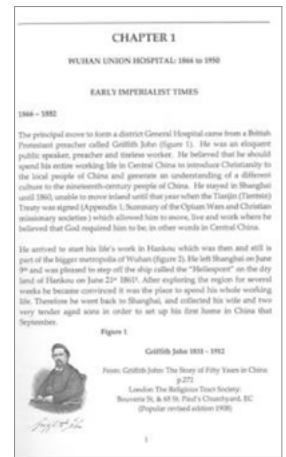 CHAPTER 1
WUHAN UNION HOSPITAL: 1866 to 1950
EARLY IMPERIALIST TIMES
1866 – 1882
The principal move to form a district General Hospital came from a British
Protestant preacher called Griffith John (figure 1). He was an eloquent
public speaker, preacher and tireless worker. He believed that he should
spend his entire working life in Central China to introduce Christianity to
the local people of China and generate an understanding of a different
culture to the nineteenth-century people of China. He stayed in Shanghai
until 1860, unable to move inland until that year when the Tianjin (Tientsin)
Treaty was signed (Appendix 1; Summary of the Opium Wars and Christian
missionary societies) which allowed him to move, live and work where he
believed that God required him to be, in other words in Central China.
He arrived to start his life's work in Hankou which was then and still is
part of the bigger metropolis of Wuhan (figure 2). He left Shanghai on June
9th and was pleased to step off the ship called the "Hellespont" on the dry
land of Hankou on June 21st 1861. After exploring the region for several
weeks he became convinced it was the place to spend his whole working
life. Therefore he went back to Shanghai, and collected his wife and two
very tender aged sons in order to set up his first home in China that
September.
Figure 1
Griffith John 1831 – 1912
From: Griffith John: The Story of Fifty Years in China
p.272
London The Religious Tract Society:
Bouverie St, & 65 St. Paul's Churchyard, EC
(Popular revised edition 1908)
Griffith John
1